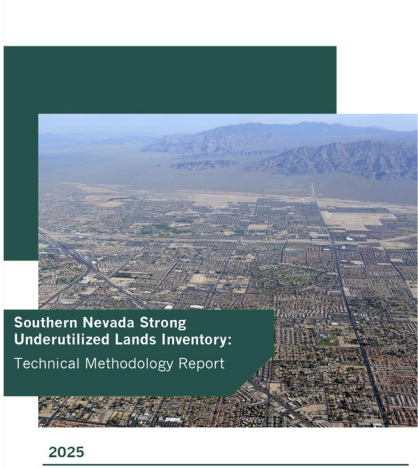 Southern Nevada Strong
Underutilized Lands Inventory:
Technical Methodology Report
2025